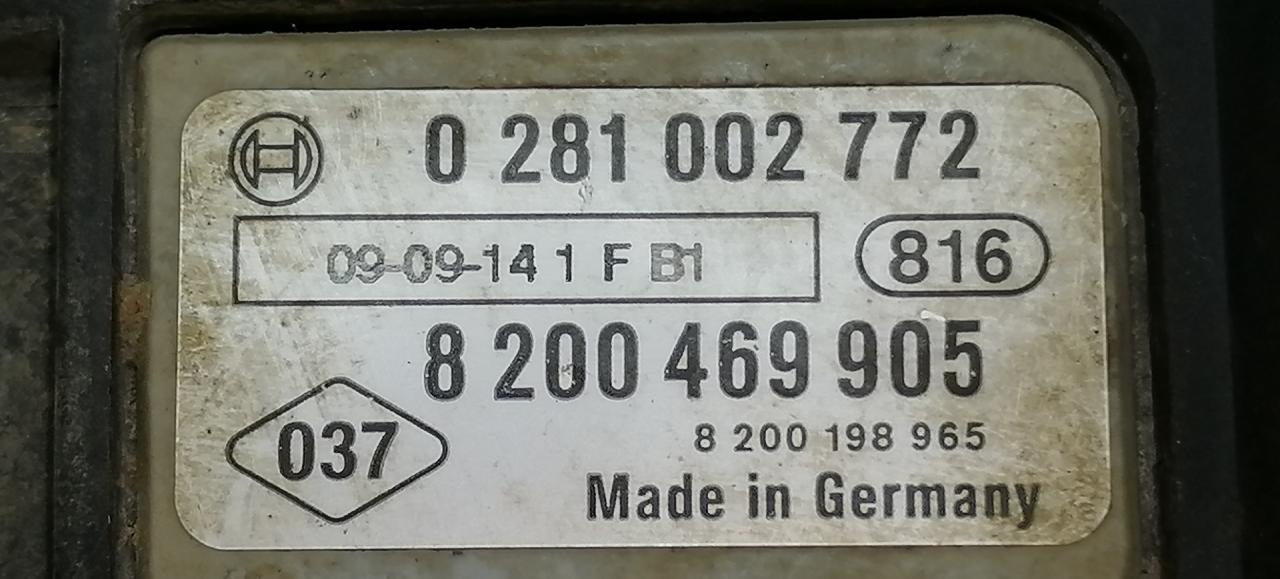 0 281 002 772
09-09-14 1 F B1
816
8 200 469 905
037
8 200 198 965
Made in Germany